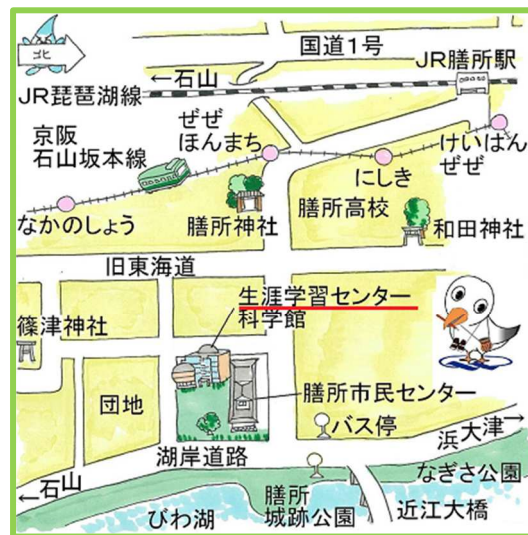 北
国道1号
JR膳所駅
←石山
JR琵琶湖線
京阪
石山坂本線
ぜぜ
ほんまち
けいはん
ぜぜ
にしき
なかのしょう
膳所神社
膳所高校
和田神社
旧東海道
生涯学習センター
科学館
篠津神社
団地
膳所市民センター
バス停
浜大津→
湖岸道路
なぎさ公園
←石山
びわ湖
膳所
城跡公園
近江大橋